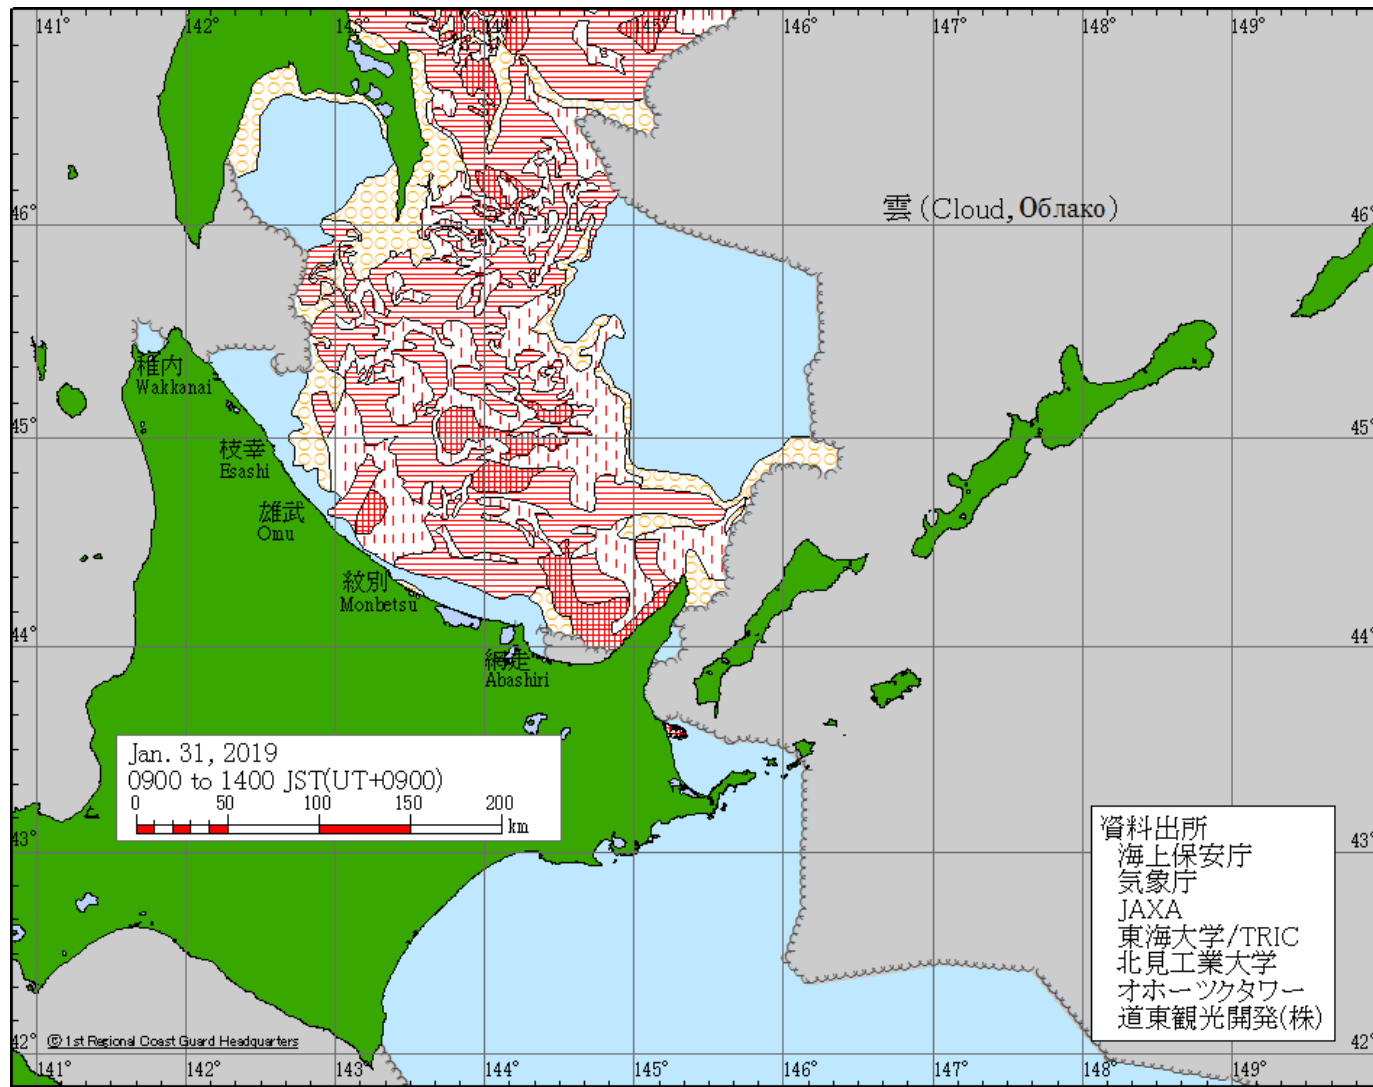 141° 142° 143° 144° 145° 146° 147° 148° 149°
46° 雲 (Cloud, Облако) 46°
稚内
Wakkanai
45° 45°
枝幸
Esashi
雄武
Omu
紋別
Monbetsu
44° 44°
網走
Abashiri
Jan. 31, 2019
0900 to 1400 JST(UT+0900)
0 50 100 150 200
km
43° 43°
資料出所
海上保安庁
気象庁
JAXA
東海大学/TRIC
北見工業大学
オホーツクタワー
道東観光開発(株)
42° © 1st Regional Coast Guard Headquarters 42°
141° 142° 143° 144° 145° 146° 147° 148° 149°